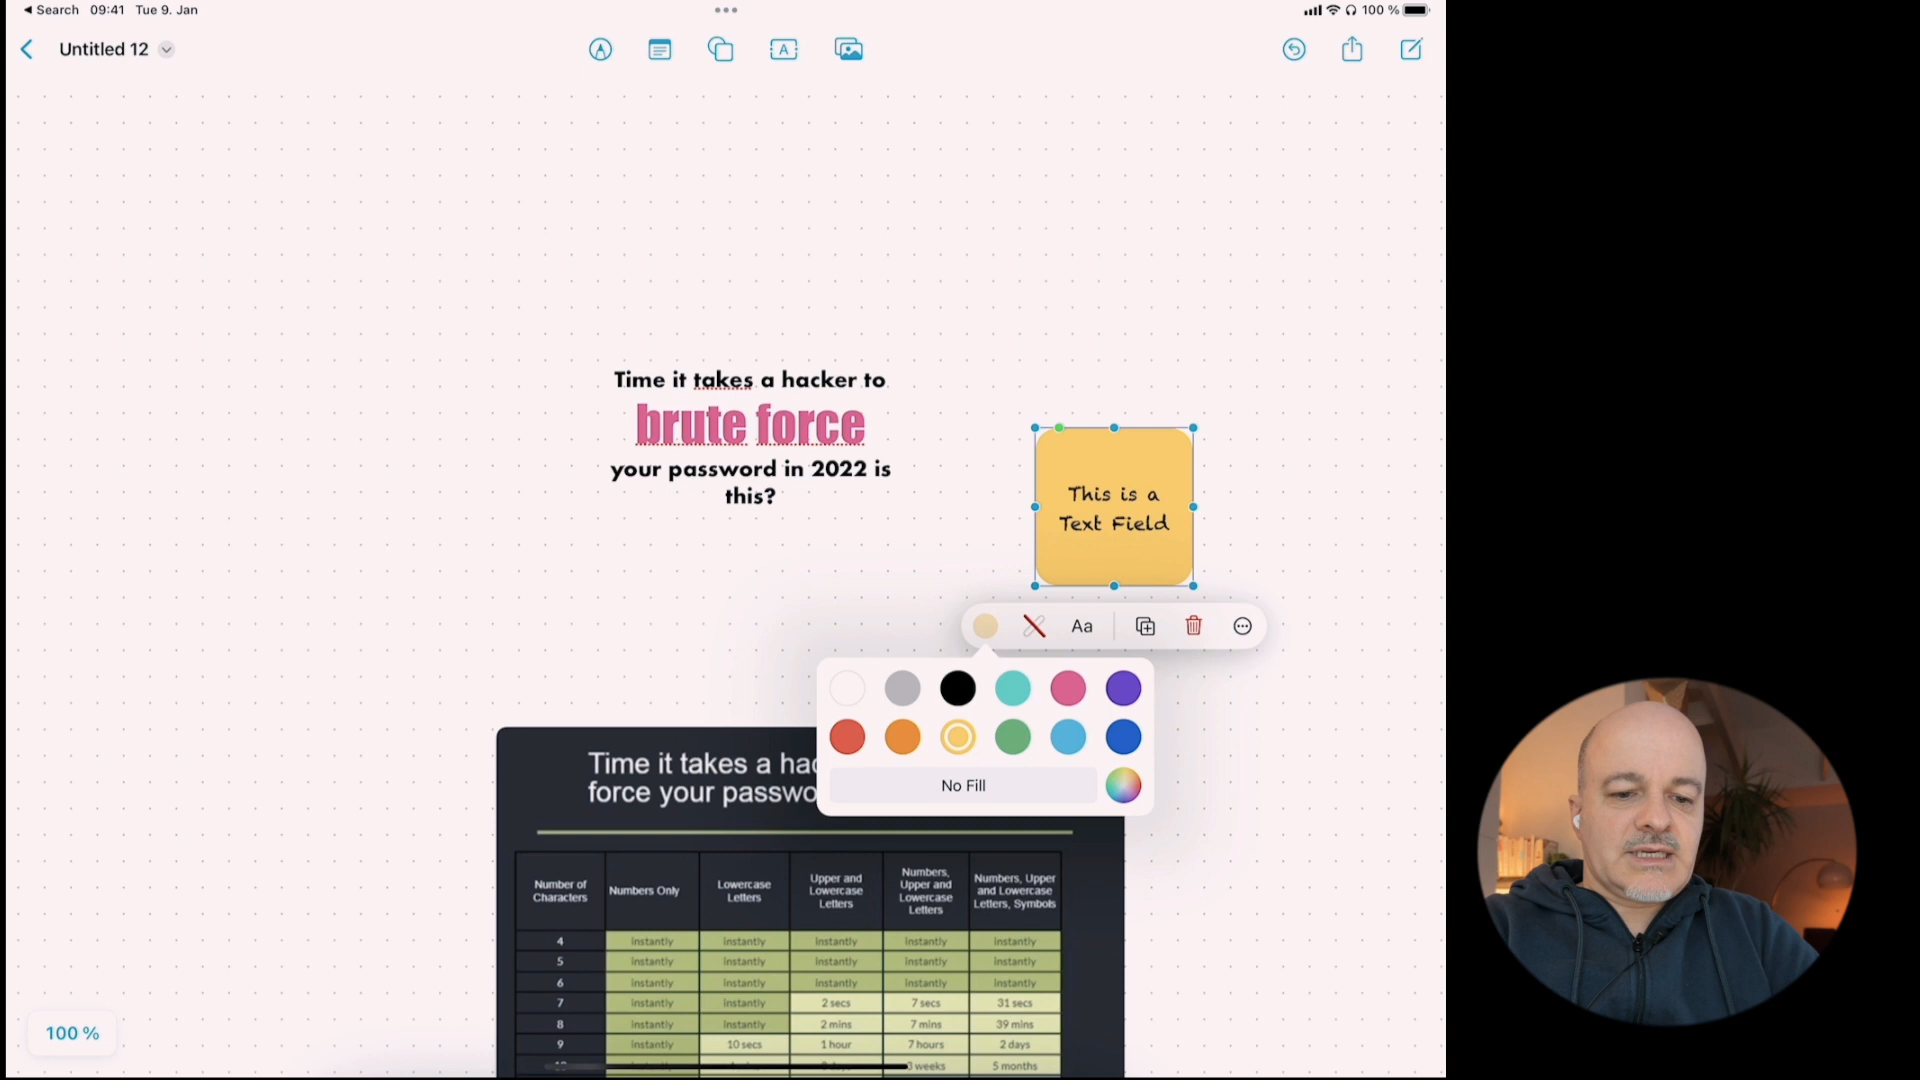 Search 09:41 Tue 9. Jan
100 %
Untitled 12
A
Time it takes a hacker to
brute force
your password in 2022 is
this?
This is a
Text Field
Aa
No Fill
Time it takes a
force your
Number of Characters Numbers Only Lowercase Letters Upper and Lowercase Letters Numbers, Upper and Lowercase Letters Numbers, Upper and Lowercase Letters, Symbols
4 instantly instantly instantly instantly instantly
5 instantly instantly instantly instantly instantly
6 instantly instantly instantly instantly instantly
7 instantly instantly 2 secs 7 secs 31 secs
8 instantly instantly 2 mins 7 mins 39 mins
9 instantly 10 secs 1 hour 7 hours 2 days
weeks 5 months
100 %